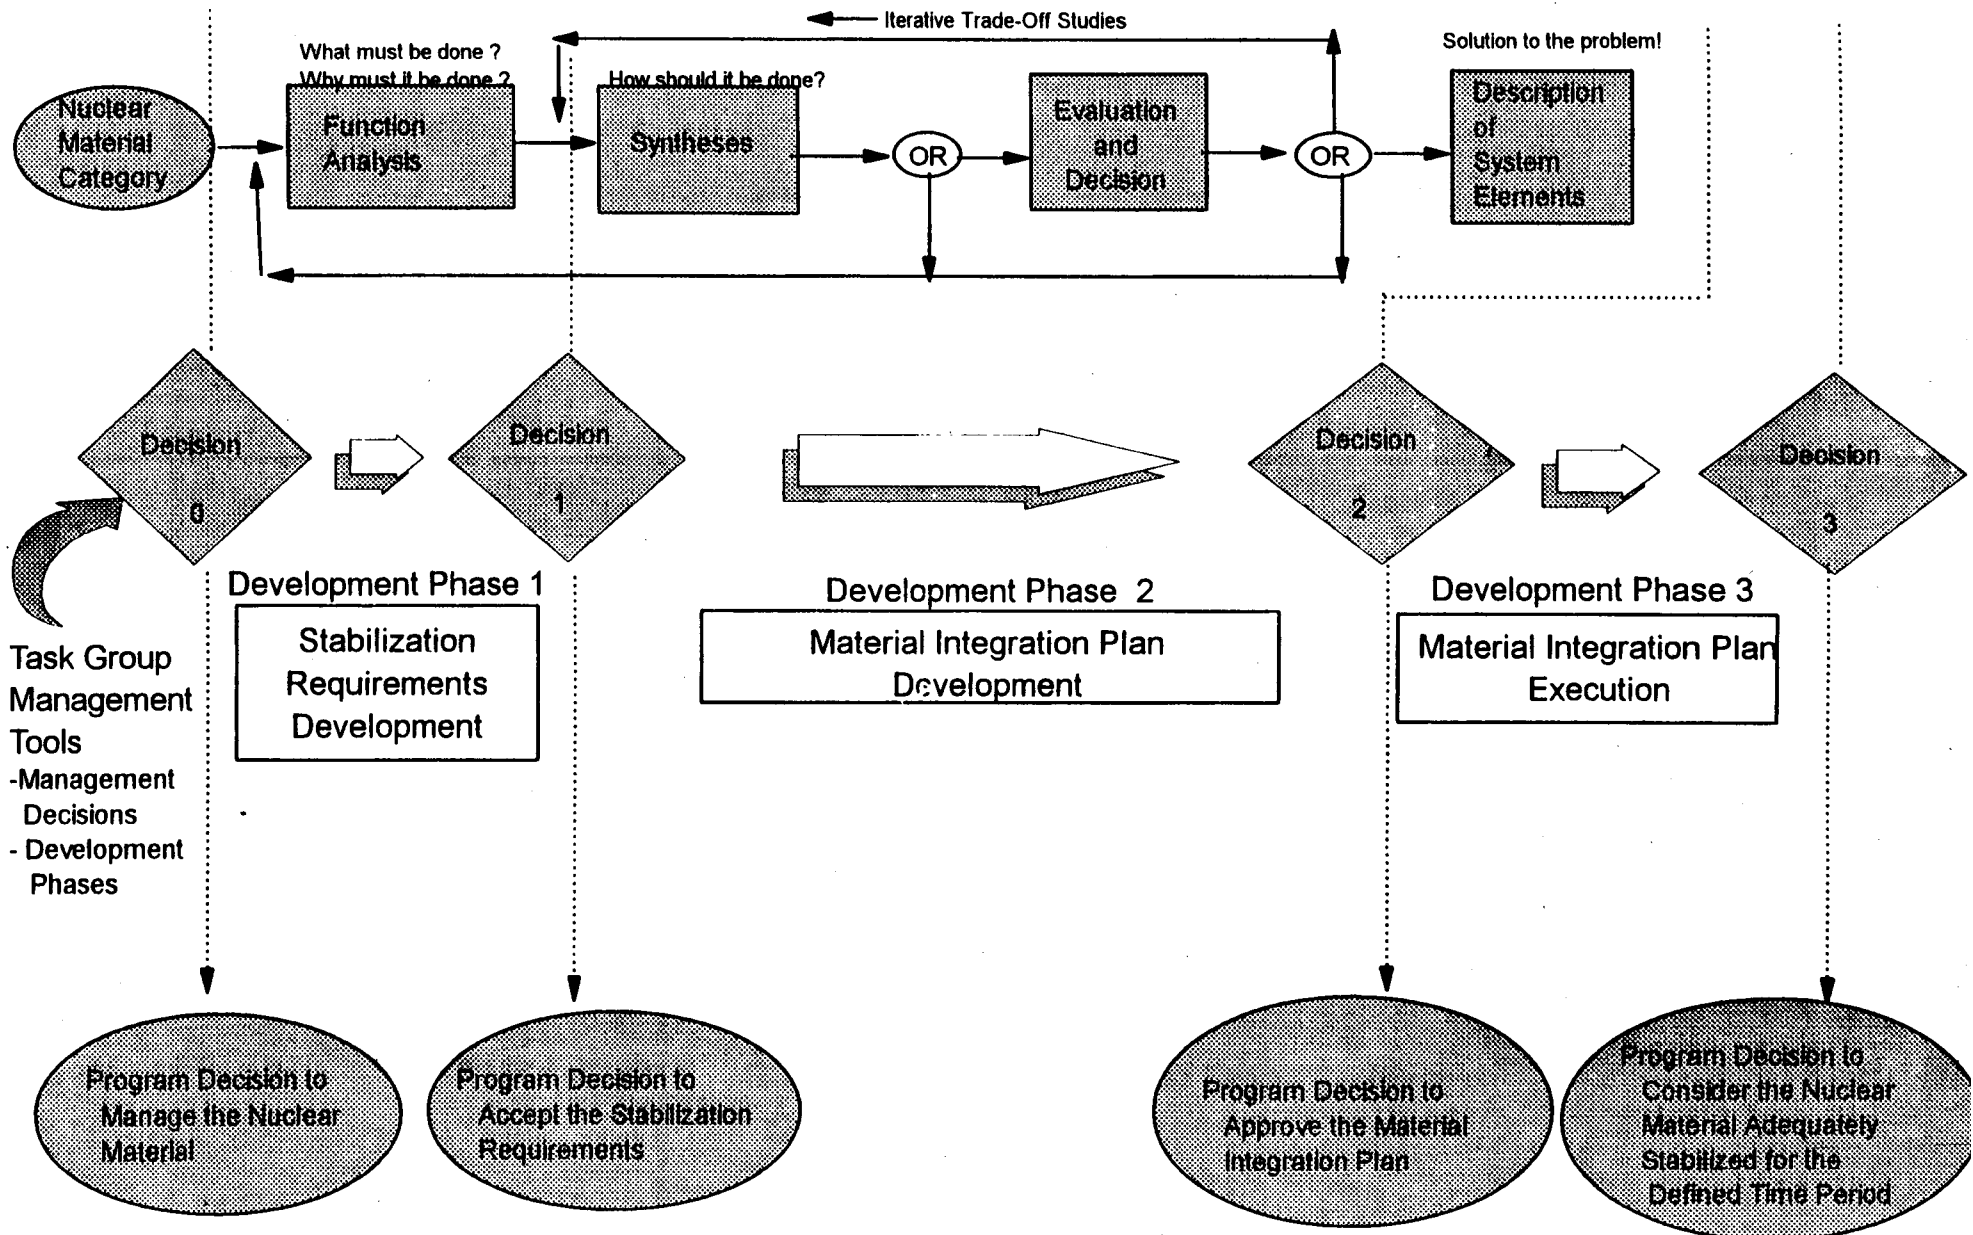 Iterative Trade-Off Studies
What must be done ?
Why must it be done ?
How should it be done?
Solution to the problem!
Nuclear
Material
Category
Function
Analysis
Syntheses
OR
Evaluation
and
Decision
OR
Description
of
System
Elements
Decision
0
Decision
1
Decision
2
Decision
3
Development Phase 1
Stabilization
Requirements
Development
Development Phase 2
Material Integration Plan
Development
Development Phase 3
Material Integration Plan
Execution
Task Group
Management
Tools
-Management
Decisions
- Development
Phases
Program Decision to
Manage the Nuclear
Material
Program Decision to
Accept the Stabilization
Requirements
Program Decision to
Approve the Material
Integration Plan
Program Decision to
Consider the Nuclear
Material Adequately
Stabilized for the
Defined Time Period